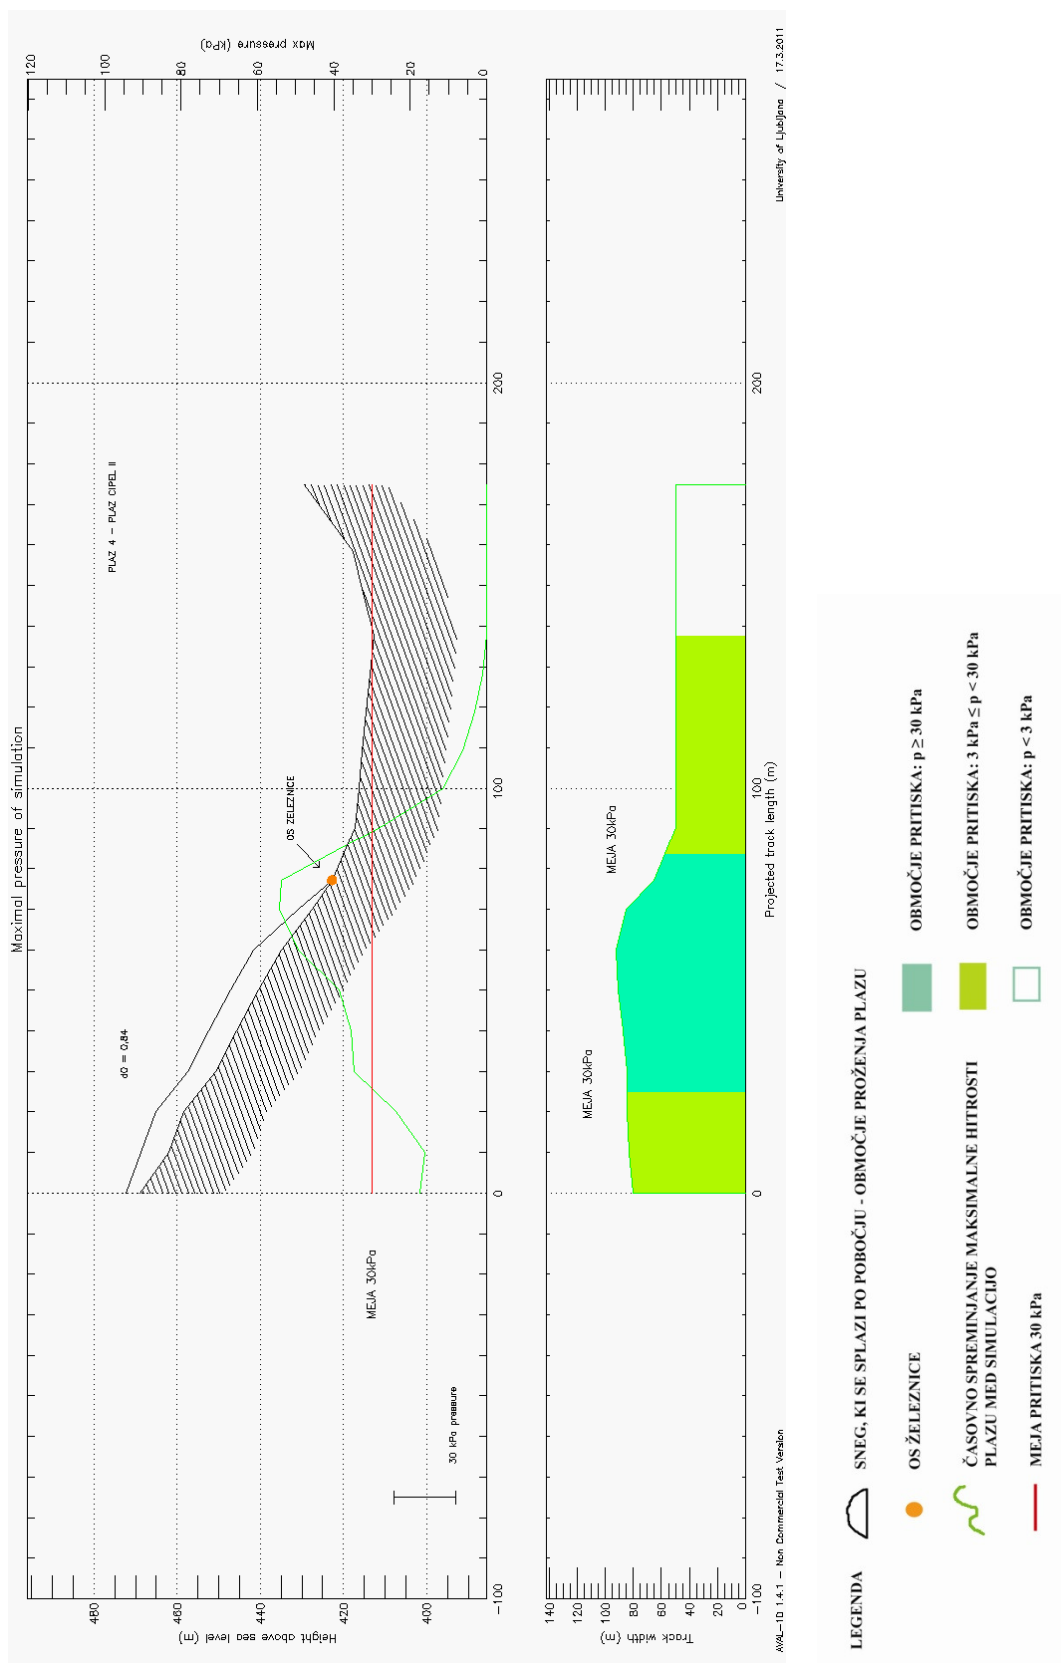 Maximal pressure of simulation
Height above sea level (m)
480
460
440
420
400
Max pressure (kPa)
120
100
80
60
40
20
0
d0 = 0,84
PLAZ 4 - PLAZ CIPEL II
OS ZELEZNICE
MEJA 30kPa
30 kPa pressure
0
100
200
-100
MEJA 30kPa
MEJA 30kPa
Track width (m)
140
120
100
80
60
40
20
0
-100
0
100
200
Projected track length (m)
AVAL-1D 1.4.1 - Non Commercial Test Version
University of Ljubljana / 17.3.2011
LEGENDA
SNEG, KI SE SPLAZI PO POBOČJU - OBMOČJE PROŽENJA PLAZU
OS ŽELEZNICE
ČASOVNO SPREMINJANJE MAKSIMALNE HITROSTI
PLAZU MED SIMULACIJO
MEJA PRITISKA 30 kPa
OBMOČJE PRITISKA: p ≥ 30 kPa
OBMOČJE PRITISKA: 3 kPa ≤ p < 30 kPa
OBMOČJE PRITISKA: p < 3 kPa